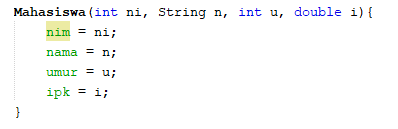 Mahasiswa(int ni, String n, int u, double i){
nim = ni;
nama = n;
umur = u;
ipk = i;
}